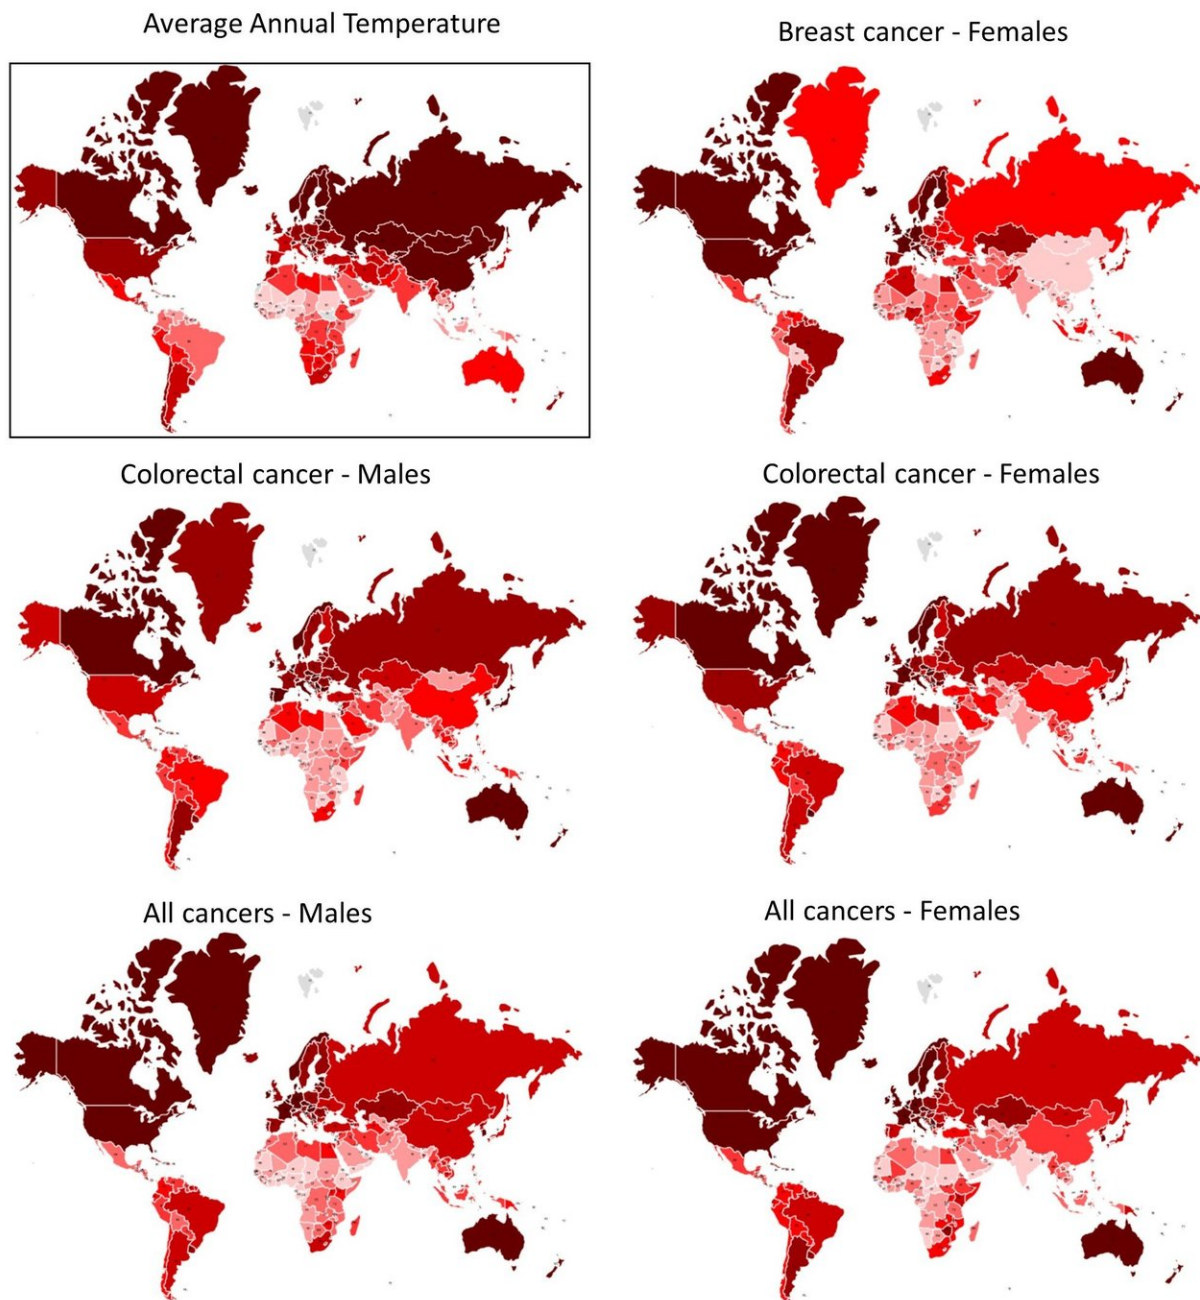 Average Annual Temperature
Breast cancer - Females
Colorectal cancer - Males
Colorectal cancer - Females
All cancers - Males
All cancers - Females